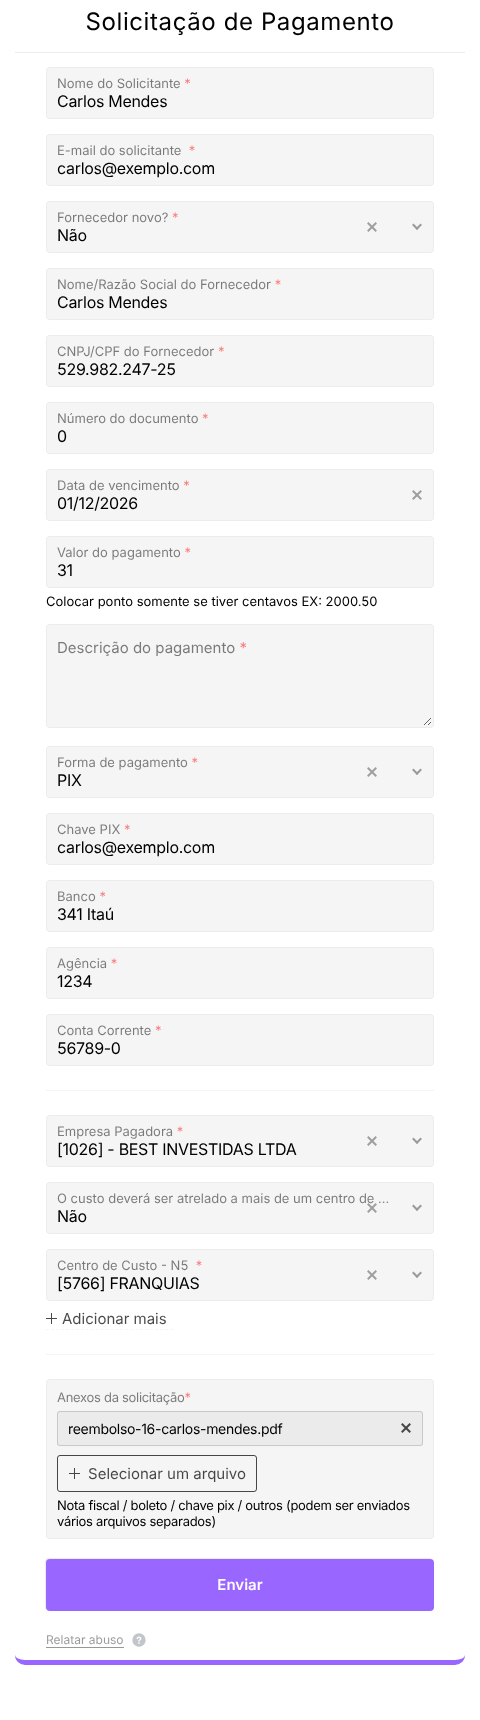 Solicitação de Pagamento
Nome do Solicitante *
Carlos Mendes
E-mail do solicitante *
carlos@exemplo.com
Fornecedor novo? *
Não
Nome/Razão Social do Fornecedor *
Carlos Mendes
CNPJ/CPF do Fornecedor *
529.982.247-25
Número do documento *
0
Data de vencimento *
01/12/2026
Valor do pagamento *
31
Colocar ponto somente se tiver centavos EX: 2000.50
Descrição do pagamento *
Forma de pagamento *
PIX
Chave PIX *
carlos@exemplo.com
Banco *
341 Itaú
Agência *
1234
Conta Corrente *
56789-0
Empresa Pagadora *
[1026] - BEST INVESTIDAS LTDA
O custo deverá ser atrelado a mais de um centro de ...
Não
Centro de Custo - N5 *
[5766] FRANQUIAS
+ Adicionar mais
Anexos da solicitação*
reembolso-16-carlos-mendes.pdf
+ Selecionar um arquivo
Nota fiscal / boleto / chave pix / outros (podem ser enviados
vários arquivos separados)
Enviar
Relatar abuso ?